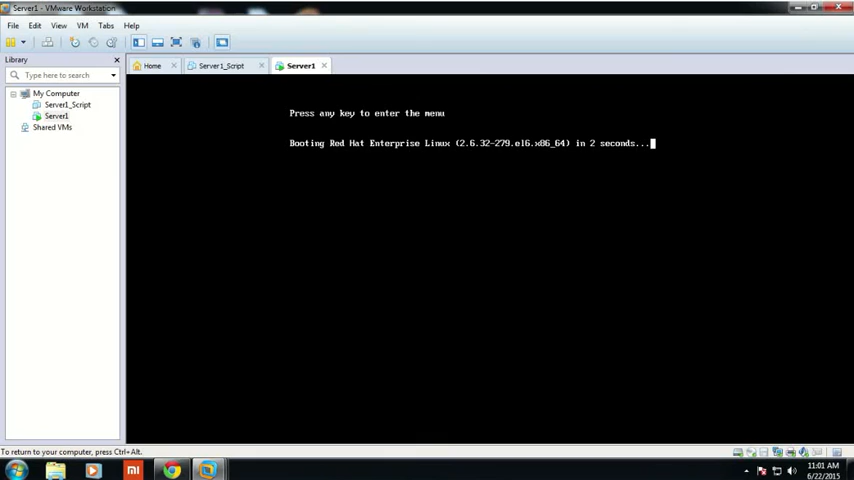 Server1 - VMware Workstation
File Edit View VM Tabs Help
Library
Type here to search
My Computer
Server1_Script
Server1
Shared VMs
Home Server1_Script Server1
Press any key to enter the menu
Booting Red Hat Enterprise Linux (2.6.32-279.el6.x86_64) in 2 seconds...
To return to your computer, press Ctrl+Alt.
mi
11:01 AM
6/22/2015